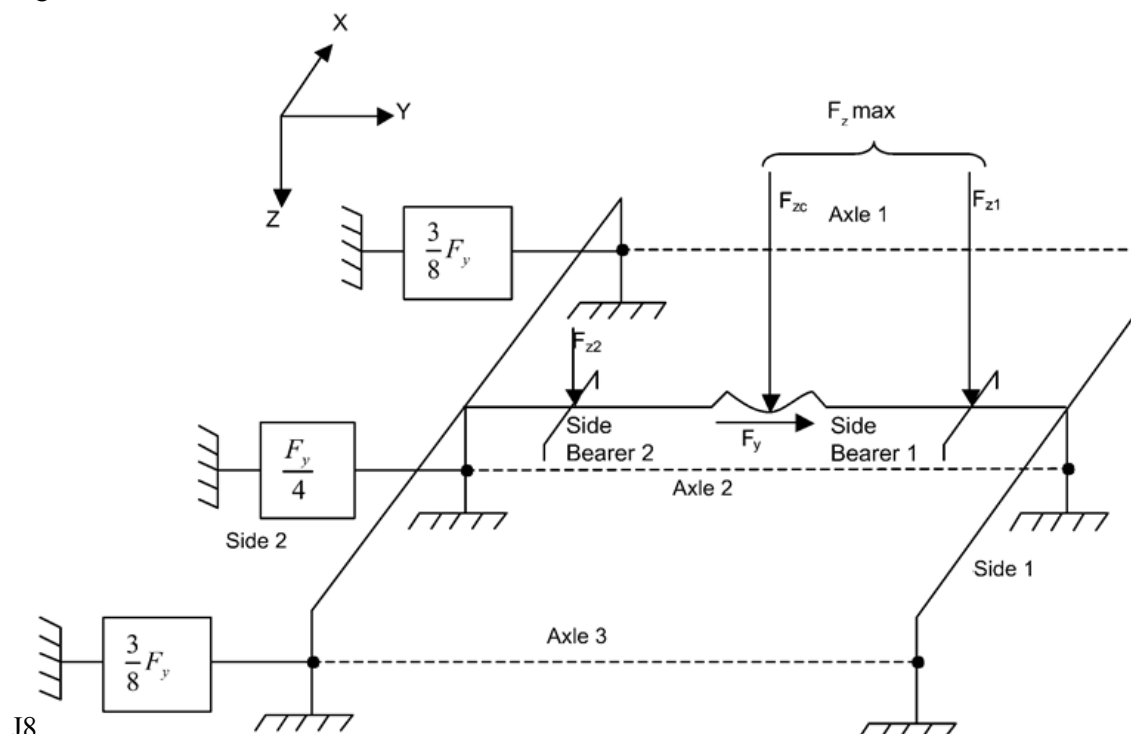 X
Y
Z
F_z max
F_zc
F_z1
Axle 1
3/8 F_y
F_z2
Side
Bearer 2
F_y
Side
Bearer 1
F_y/4
Axle 2
Side 2
Side 1
3/8 F_y
Axle 3
J8